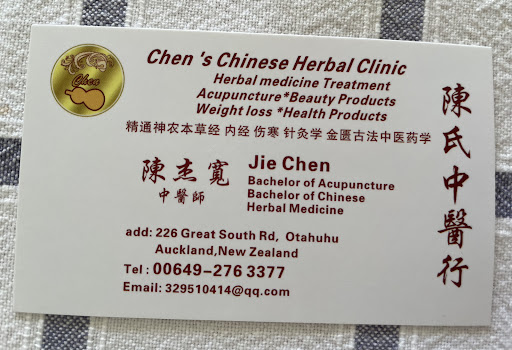 Chen
Chen 's Chinese Herbal Clinic
Herbal medicine Treatment
Acupuncture*Beauty Products
Weight loss *Health Products
精通神农本草经 内经 伤寒 针灸学 金匮古法中医药学
陳杰寬
中醫師
Jie Chen
Bachelor of Acupuncture
Bachelor of Chinese
Herbal Medicine
陳氏中醫行
add: 226 Great South Rd, Otahuhu
Auckland,New Zealand
Tel : 00649-276 3377
Email: 329510414@qq.com